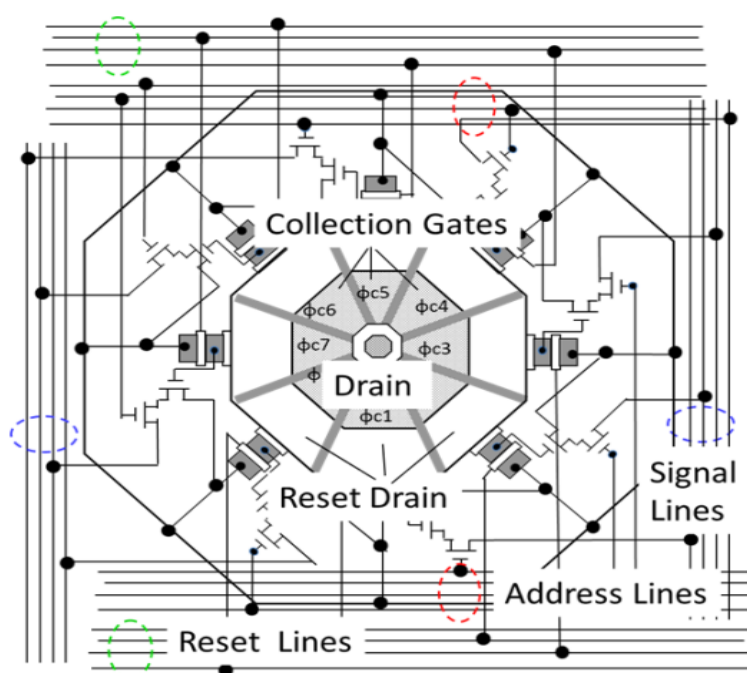 Collection Gates
φc5
φc6
φc4
φc7
φc3
φ
Drain
φc1
Reset Drain
Signal
Lines
Address Lines
Reset Lines